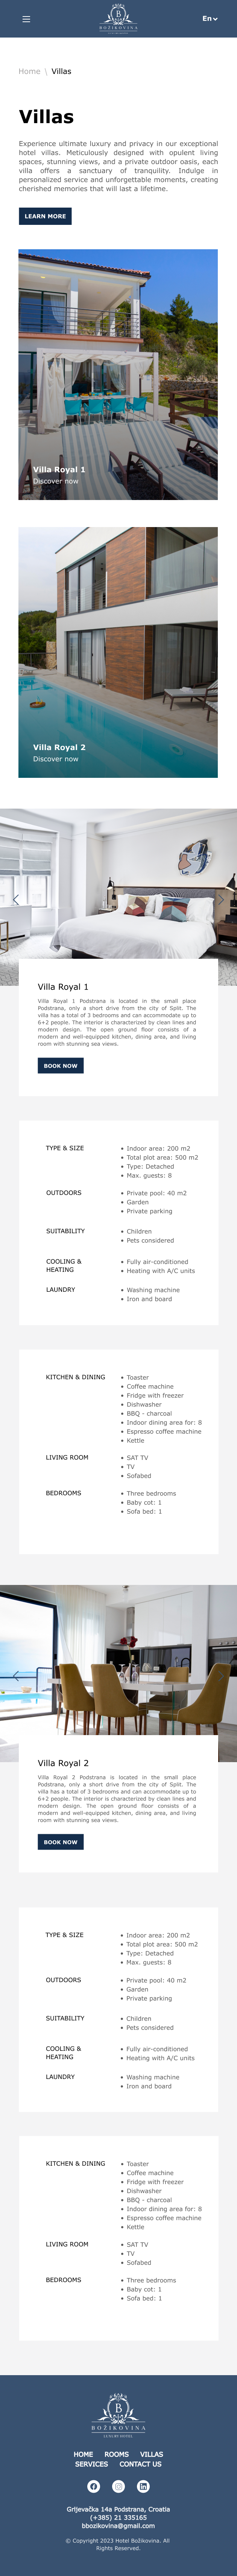 B
BOŽIKOVINA
En
Home \ Villas
Villas
Experience ultimate luxury and privacy in our exceptional
hotel villas. Meticulously designed with opulent living
spaces, stunning views, and a private outdoor oasis, each
villa offers a sanctuary of tranquility. Indulge in
personalized service and unforgettable moments, creating
cherished memories that will last a lifetime.
LEARN MORE
Villa Royal 1
Discover now
Villa Royal 2
Discover now
Villa Royal 1
Villa Royal 1 Podstrana is located in the small place
Podstrana, only a short drive from the city of Split. The
villa has a total of 3 bedrooms and can accommodate up to
6+2 people. The interior is characterized by clean lines and
modern design. The open ground floor consists of a
modern and well-equipped kitchen, dining area, and living
room with stunning sea views.
BOOK NOW
TYPE & SIZE
• Indoor area: 200 m2
• Total plot area: 500 m2
• Type: Detached
• Max. guests: 8
OUTDOORS
• Private pool: 40 m2
• Garden
• Private parking
SUITABILITY
• Children
• Pets considered
COOLING &
HEATING
• Fully air-conditioned
• Heating with A/C units
LAUNDRY
• Washing machine
• Iron and board
KITCHEN & DINING
• Toaster
• Coffee machine
• Fridge with freezer
• Dishwasher
• BBQ - charcoal
• Indoor dining area for: 8
• Espresso coffee machine
• Kettle
LIVING ROOM
• SAT TV
• TV
• Sofabed
BEDROOMS
• Three bedrooms
• Baby cot: 1
• Sofa bed: 1
Villa Royal 2
Villa Royal 2 Podstrana is located in the small place
Podstrana, only a short drive from the city of Split. The
villa has a total of 3 bedrooms and can accommodate up to
6+2 people. The interior is characterized by clean lines and
modern design. The open ground floor consists of a
modern and well-equipped kitchen, dining area, and living
room with stunning sea views.
BOOK NOW
TYPE & SIZE
• Indoor area: 200 m2
• Total plot area: 500 m2
• Type: Detached
• Max. guests: 8
OUTDOORS
• Private pool: 40 m2
• Garden
• Private parking
SUITABILITY
• Children
• Pets considered
COOLING &
HEATING
• Fully air-conditioned
• Heating with A/C units
LAUNDRY
• Washing machine
• Iron and board
KITCHEN & DINING
• Toaster
• Coffee machine
• Fridge with freezer
• Dishwasher
• BBQ - charcoal
• Indoor dining area for: 8
• Espresso coffee machine
• Kettle
LIVING ROOM
• SAT TV
• TV
• Sofabed
BEDROOMS
• Three bedrooms
• Baby cot: 1
• Sofa bed: 1
B
BOŽIKOVINA
LUXURY HOTEL
HOME ROOMS VILLAS
SERVICES CONTACT US
Grljevačka 14a Podstrana, Croatia
(+385) 21 335165
bbozikovina@gmail.com
© Copyright 2023 Hotel Božikovina. All
Rights Reserved.